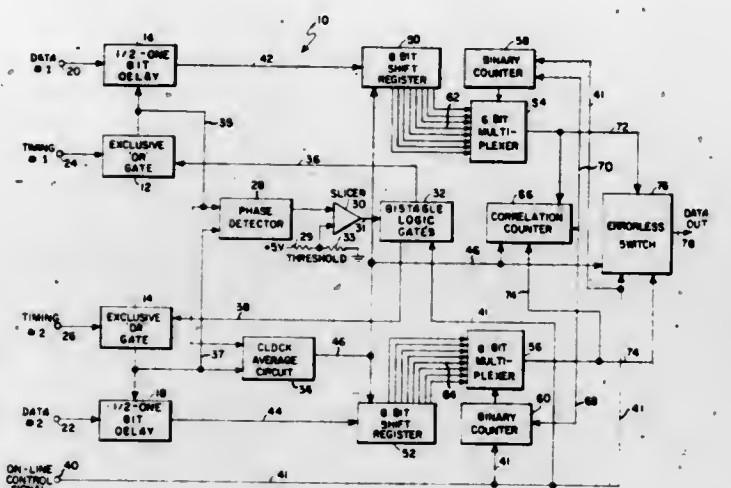 10
16
1/2-ONE
BIT
DELAY
DATA
#1
20
42
50
8 BIT
SHIFT
REGISTER
58
BINARY
COUNTER
41
62
54
6 BIT
MULTI-
PLEXER
72
70
35
TIMING
#1
24
EXCLUSIVE
OR
GATE
12
36
28
PHASE
DETECTOR
SLICER
30
31
29
33
+5V
THRESHOLD
32
BISTABLE
LOGIC
GATES
66
CORRELATION
COUNTER
76
ERRORLESS
SWITCH
DATA
OUT
78
46
74
41
38
14
EXCLUSIVE
OR
GATE
TIMING
#2
26
37
CLOCK
AVERAGE
CIRCUIT
34
46
64
8 BIT
MULTI-
PLEXER
56
74
18
1/2-ONE
BIT
DELAY
DATA
#2
22
44
8 BIT
SHIFT
REGISTER
52
60
BINARY
COUNTER
68
41
41
ON-LINE
CONTROL
40
41